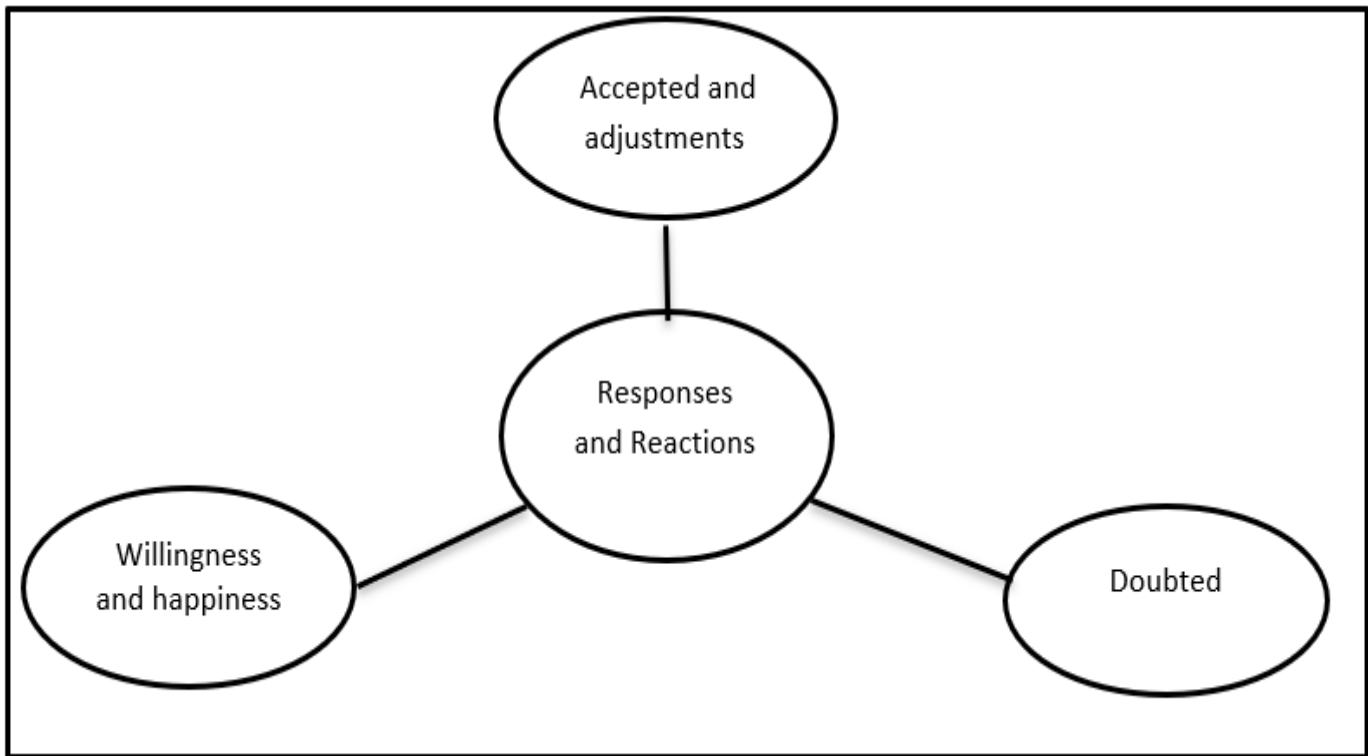 Accepted and
adjustments
Responses
and Reactions
Willingness
and happiness
Doubted